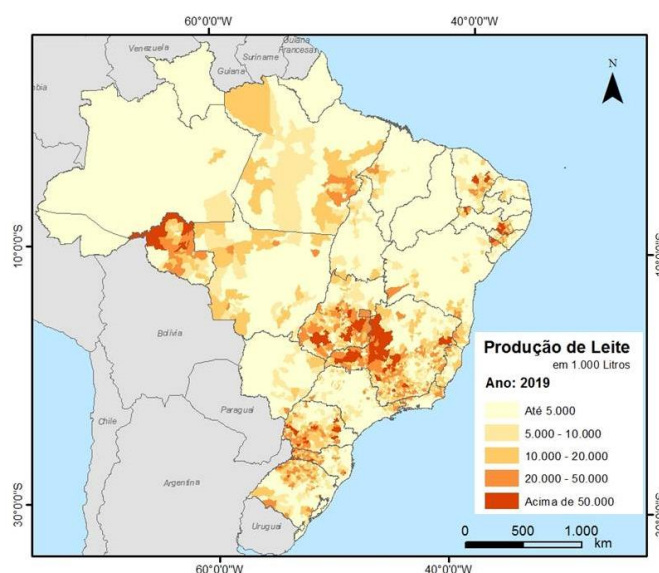 60°0'0"W
40°0'0"W
Venezuela
Guiana
Francesa
Suriname
Guiana
N
10°0'0"S
Bolívia
Paraguai
Chile
Argentina
Uruguai
30°0'0"S
Produção de Leite
em 1.000 Litros
Ano: 2019
Até 5.000
5.000 - 10.000
10.000 - 20.000
20.000 - 50.000
Acima de 50.000
0 500 1.000
km
60°0'0"W
40°0'0"W